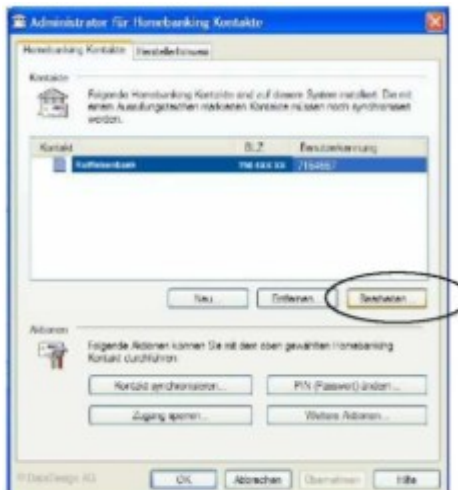 Administrator für Homebanking Kontakte
Homebanking Kontakte Herstellerhinweis
Kontakte
Folgende Homebanking Kontakte sind auf diesem System installiert. Die mit
einem Ausrufungszeichen markierten Kontakte müssen noch synchronisiert
werden.
Kontakt BLZ Benutzerkennung
Raiffeisenbank
Neu... Entfernen... Bearbeiten...
Aktionen
Folgende Aktionen können Sie mit dem oben gewählten Homebanking
Kontakt durchführen
Kontakt synchronisieren... PIN (Passwort) ändern...
Zugang sperren... Weitere Aktionen...
© DataDesign AG OK Abbrechen Übernehmen Hilfe